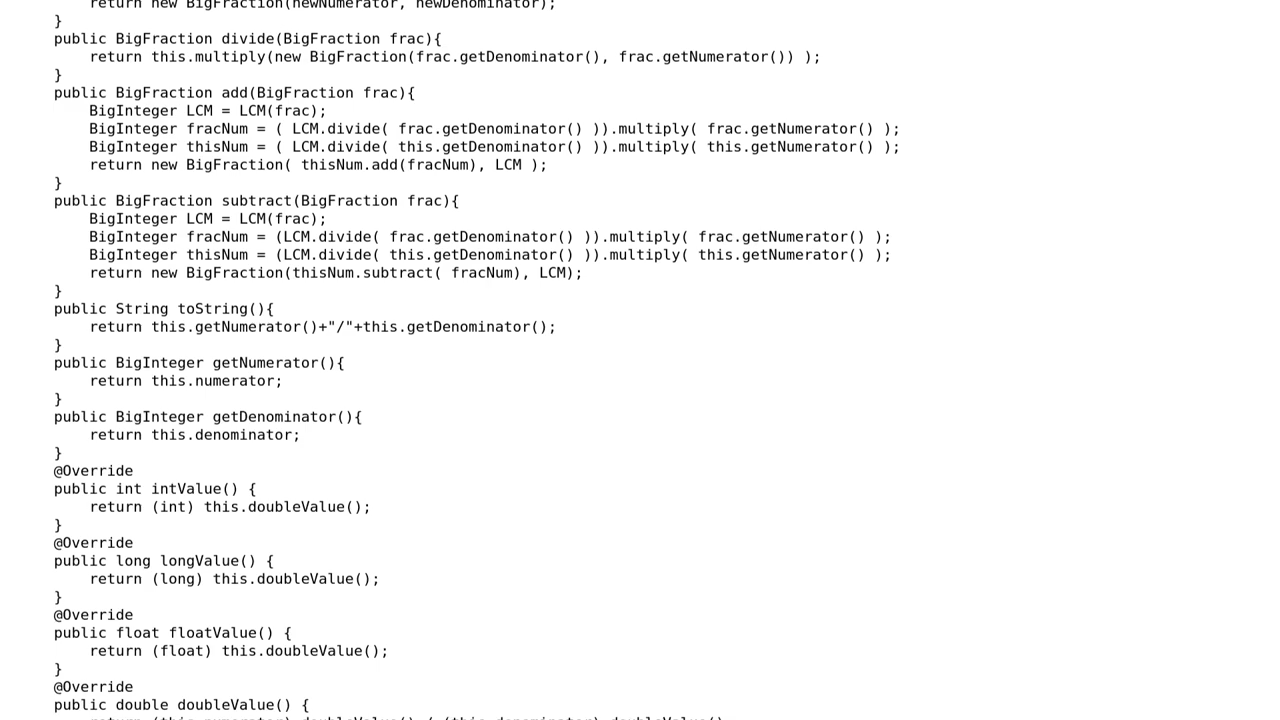 return new BigFraction(newNumerator, newDenominator);
}
public BigFraction divide(BigFraction frac){
return this.multiply(new BigFraction(frac.getDenominator(), frac.getNumerator()) );
}
public BigFraction add(BigFraction frac){
BigInteger LCM = LCM(frac);
BigInteger fracNum = ( LCM.divide( frac.getDenominator() )).multiply( frac.getNumerator() );
BigInteger thisNum = ( LCM.divide( this.getDenominator() )).multiply( this.getNumerator() );
return new BigFraction( thisNum.add(fracNum), LCM );
}
public BigFraction subtract(BigFraction frac){
BigInteger LCM = LCM(frac);
BigInteger fracNum = (LCM.divide( frac.getDenominator() )).multiply( frac.getNumerator() );
BigInteger thisNum = (LCM.divide( this.getDenominator() )).multiply( this.getNumerator() );
return new BigFraction(thisNum.subtract( fracNum), LCM);
}
public String toString(){
return this.getNumerator()+"/"+this.getDenominator();
}
public BigInteger getNumerator(){
return this.numerator;
}
public BigInteger getDenominator(){
return this.denominator;
}
@Override
public int intValue() {
return (int) this.doubleValue();
}
@Override
public long longValue() {
return (long) this.doubleValue();
}
@Override
public float floatValue() {
return (float) this.doubleValue();
}
@Override
public double doubleValue() {